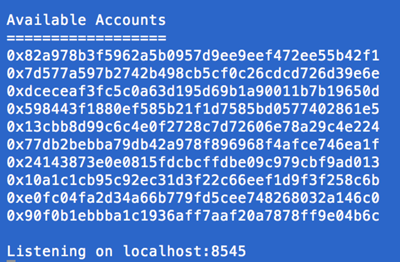 Available Accounts
==================
0x82a978b3f5962a5b0957d9ee9eef472ee55b42f1
0x7d577a597b2742b498cb5cf0c26cdcd726d39e6e
0xdceceaf3fc5c0a63d195d69b1a90011b7b19650d
0x598443f1880ef585b21f1d7585bd0577402861e5
0x13cbb8d99c6c4e0f2728c7d72606e78a29c4e224
0x77db2bebba79db42a978f896968f4afce746ea1f
0x24143873e0e0815fdcbcffdbe09c979cbf9ad013
0x10a1c1cb95c92ec31d3f22c66eef1d9f3f258c6b
0xe0fc04fa2d34a66b779fd5cee748268032a146c0
0x90f0b1ebbba1c1936aff7aaf20a7878ff9e04b6c
Listening on localhost:8545